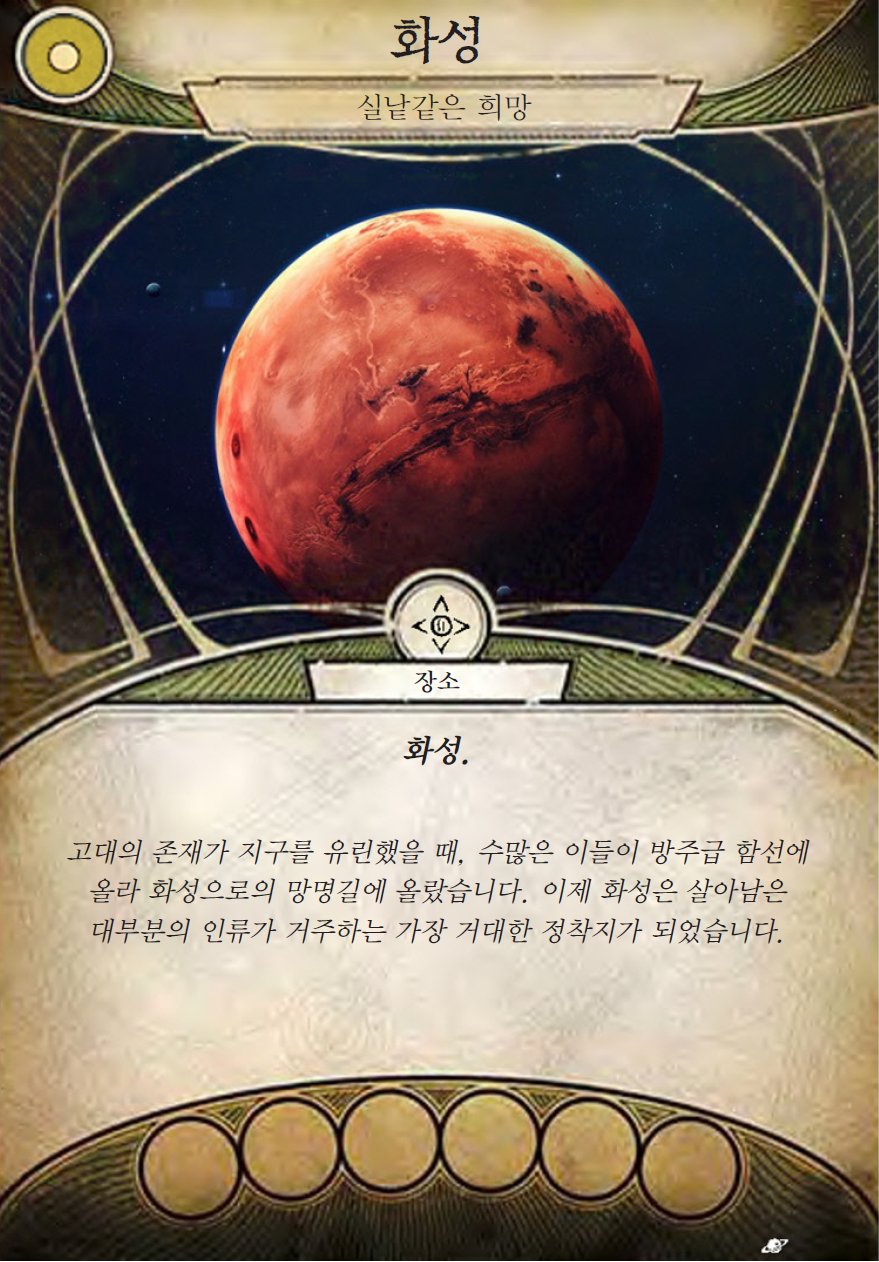 화성
실낱같은 희망
장소
화성.
고대의 존재가 지구를 유린했을 때, 수많은 이들이 방주급 함선에
올라 화성으로의 망명길에 올랐습니다. 이제 화성은 살아남은
대부분의 인류가 거주하는 가장 거대한 정착지가 되었습니다.